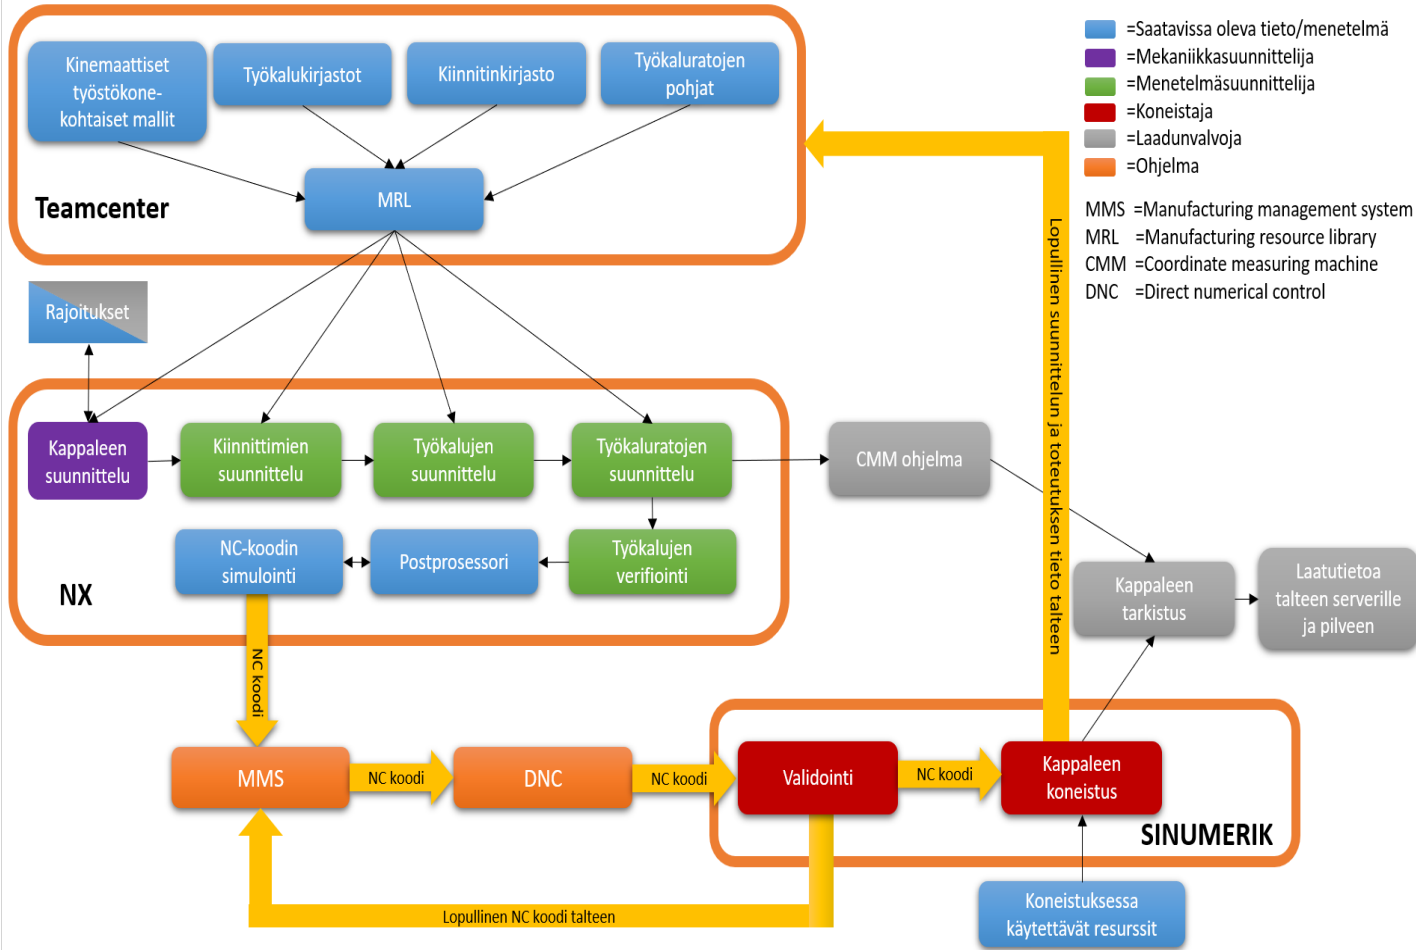 Kinemaattiset
työstökone-
kohtaiset mallit
Työkalukirjastot
Kiinnitinkirjasto
Työkaluratojen
pohjat
MRL
Teamcenter
=Saatavissa oleva tieto/menetelmä
=Mekaniikkasuunnittelija
=Menetelmäsuunnittelija
=Koneistaja
=Laadunvalvoja
=Ohjelma
MMS =Manufacturing management system
MRL =Manufacturing resource library
CMM =Coordinate measuring machine
DNC =Direct numerical control
Rajoitukset
Kappaleen
suunnittelu
Kiinnittimien
suunnittelu
Työkalujen
suunnittelu
Työkaluratojen
suunnittelu
CMM ohjelma
NC-koodin
simulointi
Postprosessori
Työkalujen
verifiointi
NX
Kappaleen
tarkistus
Laatutietoa
talteen serverille
ja pilveen
Lopullinen suunnittelun ja toteutuksen tieto talteen
NC koodi
MMS
NC koodi
DNC
NC koodi
Validointi
NC koodi
Kappaleen
koneistus
SINUMERIK
Lopullinen NC koodi talteen
Koneistuksessa
käytettävät resurssit